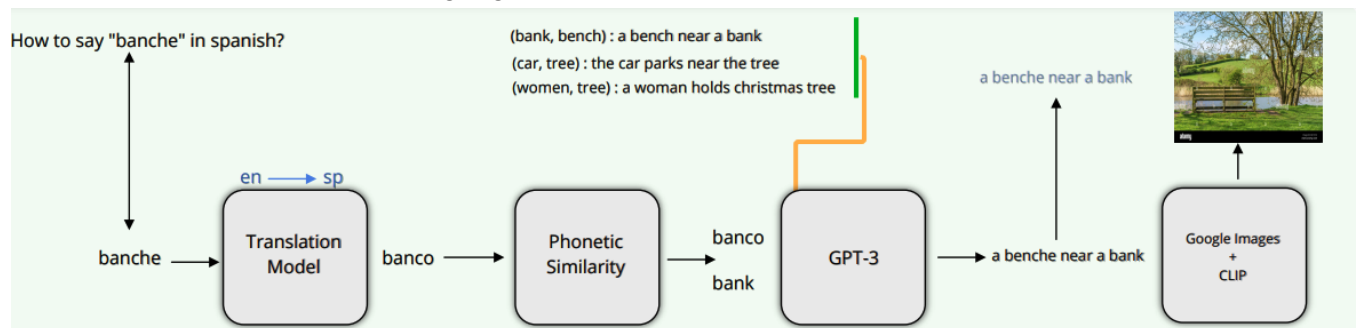 How to say "banche" in spanish?
(bank, bench) : a bench near a bank
(car, tree) : the car parks near the tree
(women, tree) : a woman holds christmas tree
a benche near a bank
alamy
en
sp
banche
Translation
Model
banco
Phonetic
Similarity
banco
bank
GPT-3
a benche near a bank
Google Images
+
CLIP